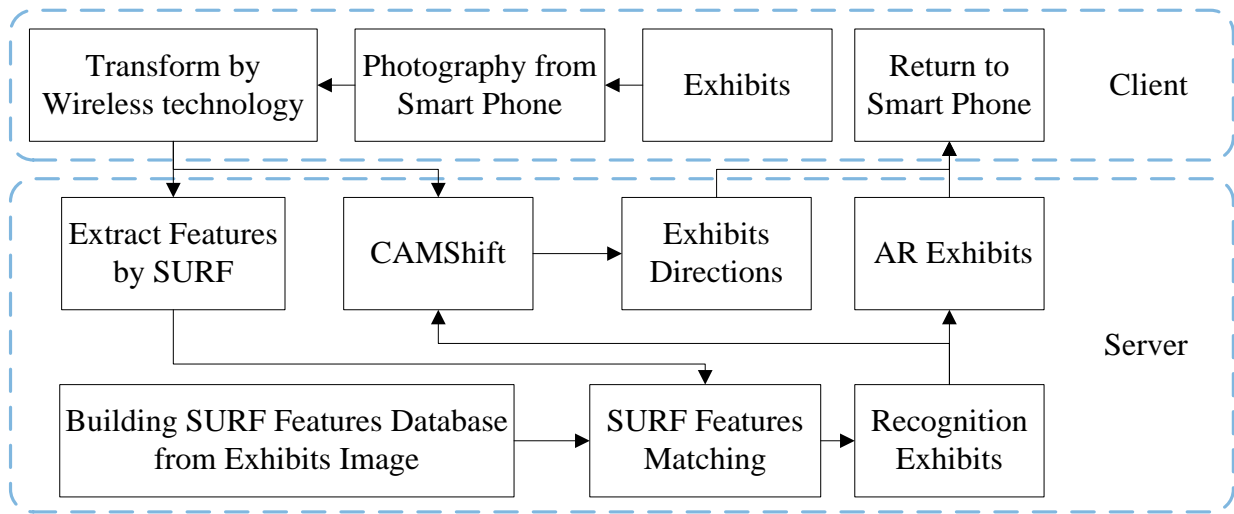 Transform by
Wireless technology
Photography from
Smart Phone
Exhibits
Return to
Smart Phone
Client
Extract Features
by SURF
CAMShift
Exhibits
Directions
AR Exhibits
Server
Building SURF Features Database
from Exhibits Image
SURF Features
Matching
Recognition
Exhibits